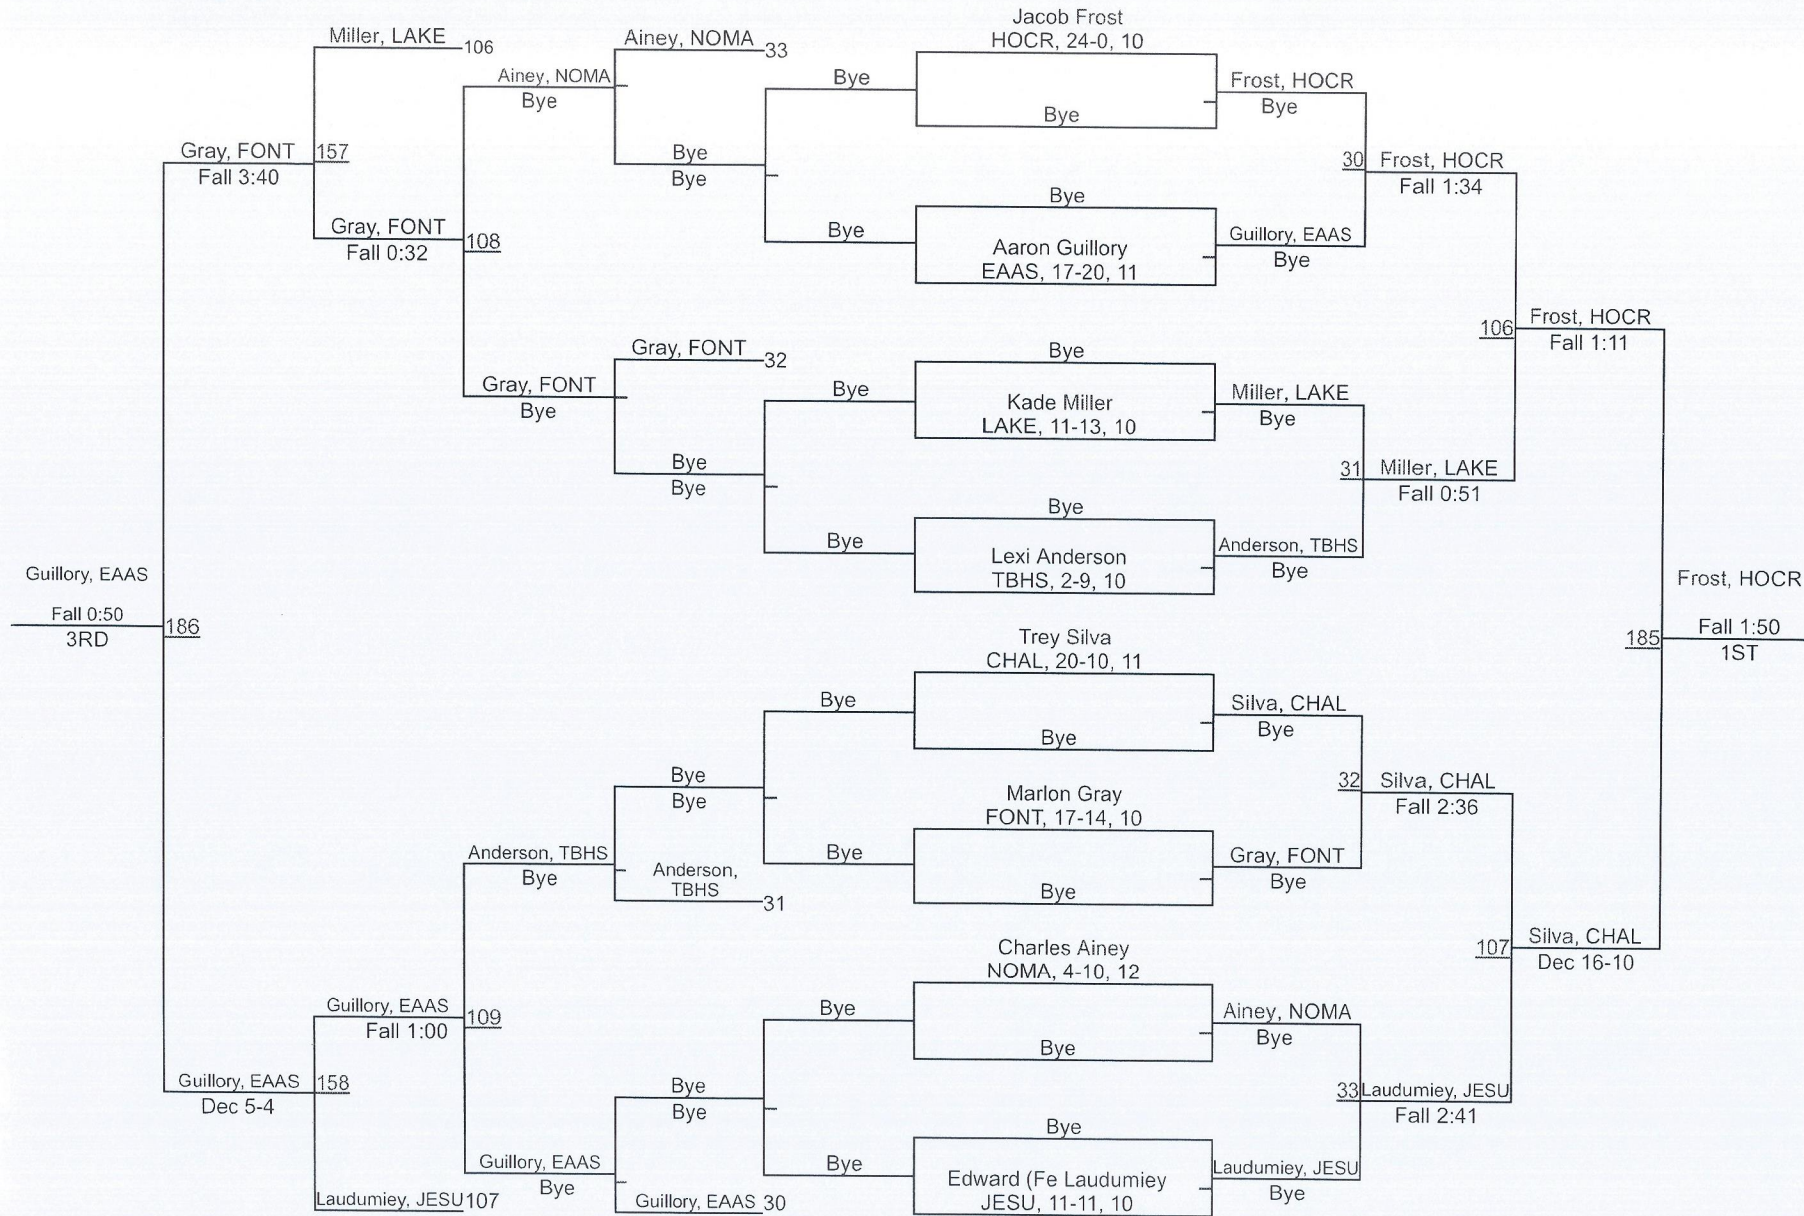 Jacob Frost
HOCR, 24-0, 10
Miller, LAKE 106
Ainey, NOMA 33
Ainey, NOMA
Bye
Bye
Frost, HOCR
Bye
Bye
Gray, FONT 157
Fall 3:40
Bye
Bye
30 Frost, HOCR
Fall 1:34
Bye
Gray, FONT 108
Fall 0:32
Bye
Aaron Guillory
EAAS, 17-20, 11
Guillory, EAAS
Bye
106 Frost, HOCR
Fall 1:11
Gray, FONT 32
Bye
Gray, FONT
Bye
Bye
Kade Miller
LAKE, 11-13, 10
Miller, LAKE
Bye
Bye
Bye
31 Miller, LAKE
Fall 0:51
Bye
Bye
Lexi Anderson
TBHS, 2-9, 10
Anderson, TBHS
Bye
Guillory, EAAS
Fall 0:50
3RD
186
Frost, HOCR
185 Fall 1:50
1ST
Trey Silva
CHAL, 20-10, 11
Bye
Silva, CHAL
Bye
Bye
Bye
Bye
32 Silva, CHAL
Fall 2:36
Marlon Gray
FONT, 17-14, 10
Anderson, TBHS
Bye
Anderson,
TBHS
31
Bye
Gray, FONT
Bye
Bye
Charles Ainey
NOMA, 4-10, 12
107 Silva, CHAL
Dec 16-10
Guillory, EAAS 109
Fall 1:00
Bye
Ainey, NOMA
Bye
Bye
Guillory, EAAS 158
Dec 5-4
Bye
Bye
33 Laudumiey, JESU
Fall 2:41
Bye
Guillory, EAAS
Bye
Bye
Edward (Fe Laudumiey
JESU, 11-11, 10
Laudumiey, JESU
Bye
Laudumiey, JESU 107
Guillory, EAAS 30